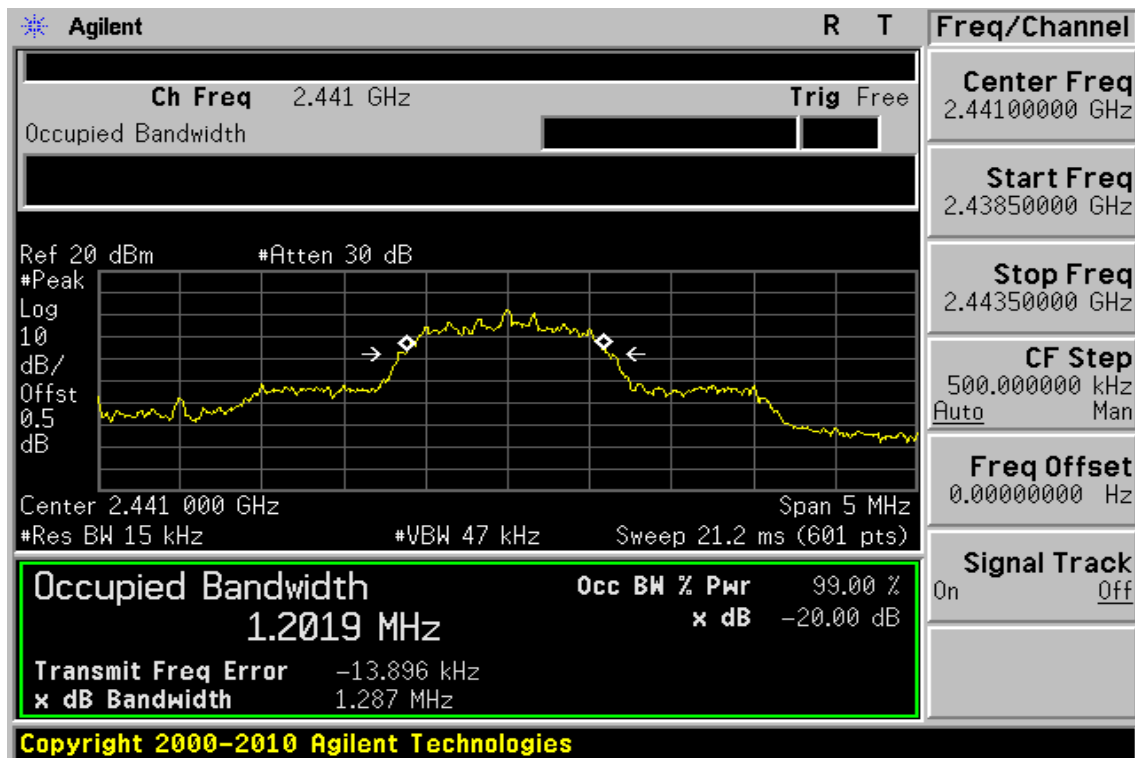 Agilent R T
Ch Freq 2.441 GHz Trig Free
Occupied Bandwidth
Ref 20 dBm #Atten 30 dB
#Peak
Log
10
dB/
Offst
0.5
dB
Center 2.441 000 GHz Span 5 MHz
#Res BW 15 kHz #VBW 47 kHz Sweep 21.2 ms (601 pts)
Occupied Bandwidth Occ BW % Pwr 99.00 %
1.2019 MHz x dB -20.00 dB
Transmit Freq Error -13.896 kHz
x dB Bandwidth 1.287 MHz
Copyright 2000-2010 Agilent Technologies
Freq/Channel
Center Freq
2.44100000 GHz
Start Freq
2.43850000 GHz
Stop Freq
2.44350000 GHz
CF Step
500.000000 kHz
Auto Man
Freq Offset
0.00000000 Hz
Signal Track
On Off